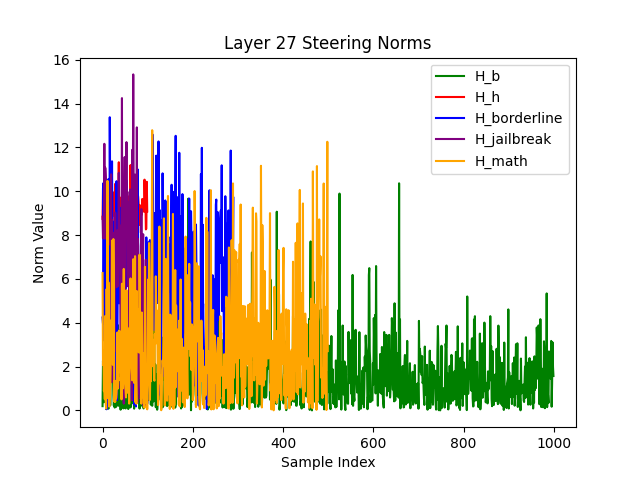 Layer 27 Steering Norms
H_b
H_h
H_borderline
H_jailbreak
H_math
Norm Value
16
14
12
10
8
6
4
2
0
0 200 400 600 800 1000
Sample Index